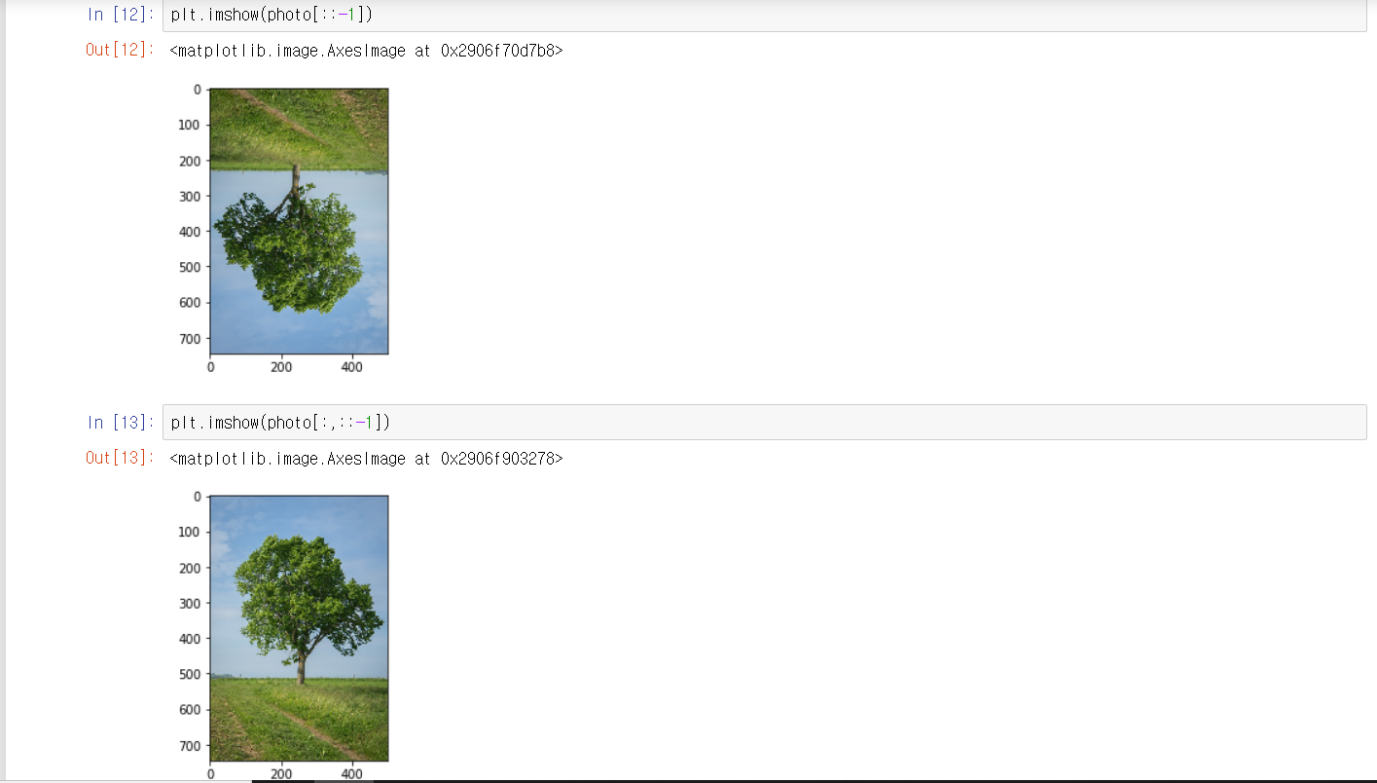 In [12]: plt.imshow(photo[::-1])
Out[12]: <matplotlib.image.AxesImage at 0x2906f70d7b8>
0
100
200
300
400
500
600
700
0 200 400
In [13]: plt.imshow(photo[:,::-1])
Out[13]: <matplotlib.image.AxesImage at 0x2906f903278>
0
100
200
300
400
500
600
700
0 200 400